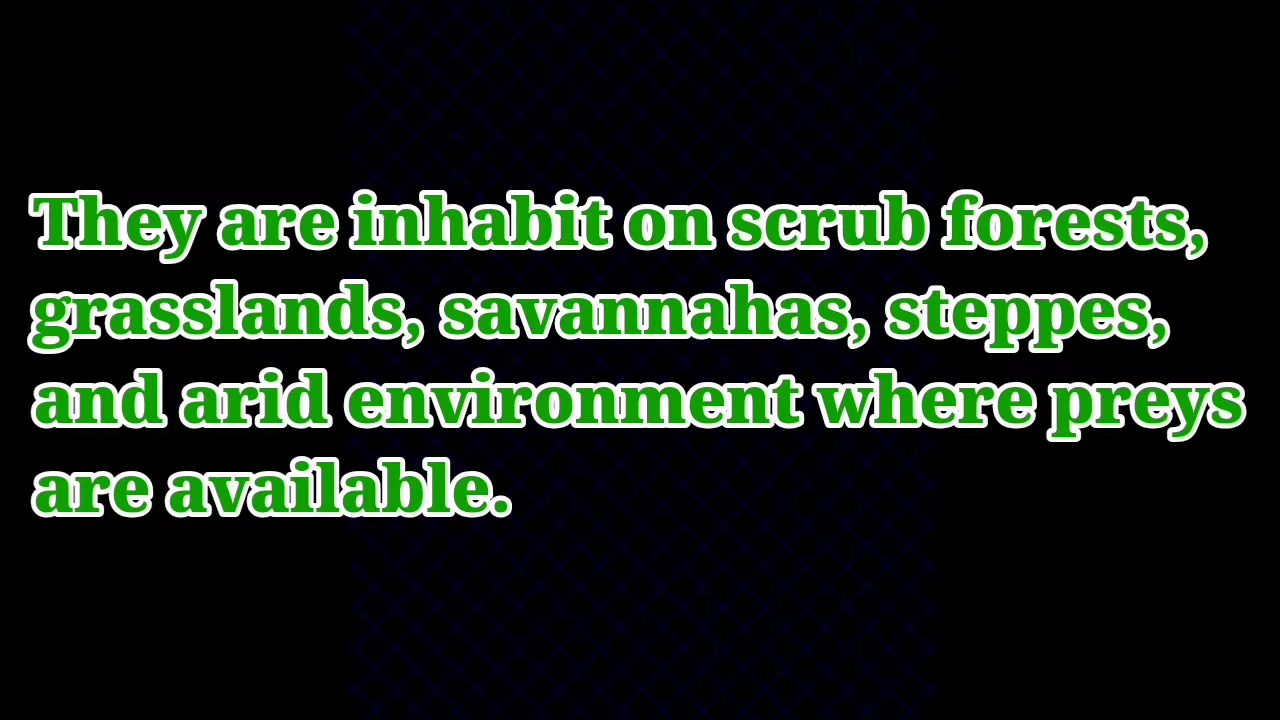 They are inhabit on scrub forests,
grasslands, savannahas, steppes,
and arid environment where preys
are available.